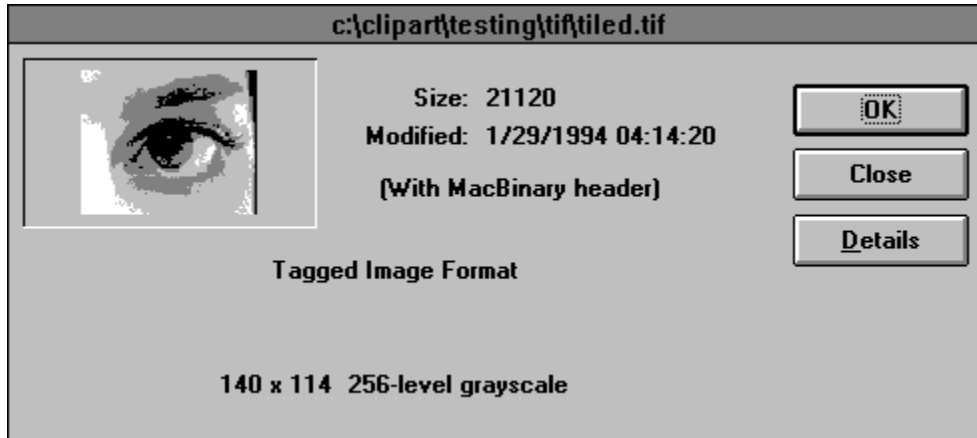 c:\clipart\testing\tif\tiled.tif
Size: 21120
Modified: 1/29/1994 04:14:20
(With MacBinary header)
Tagged Image Format
140 x 114 256-level grayscale
OK
Close
Details